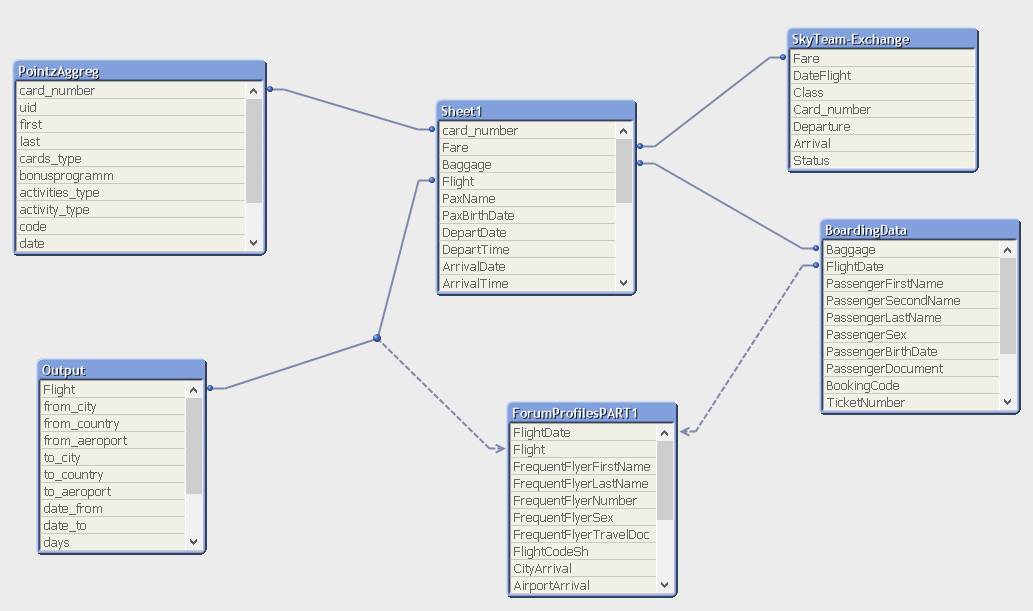 PointzAggreg
card_number
uid
first
last
cards_type
bonusprogramm
activities_type
activity_type
code
date
Sheet1
card_number
Fare
Baggage
Flight
PaxName
PaxBirthDate
DepartDate
DepartTime
ArrivalDate
ArrivalTime
SkyTeam-Exchange
Fare
DateFlight
Class
Card_number
Departure
Arrival
Status
BoardingData
Baggage
FlightDate
PassengerFirstName
PassengerSecondName
PassengerLastName
PassengerSex
PassengerBirthDate
PassengerDocument
BookingCode
TicketNumber
Output
Flight
from_city
from_country
from_aeroport
to_city
to_country
to_aeroport
date_from
date_to
days
ForumProfilesPART1
FlightDate
Flight
FrequentFlyerFirstName
FrequentFlyerLastName
FrequentFlyerNumber
FrequentFlyerSex
FrequentFlyerTravelDoc
FlightCodeSh
CityArrival
AirportArrival